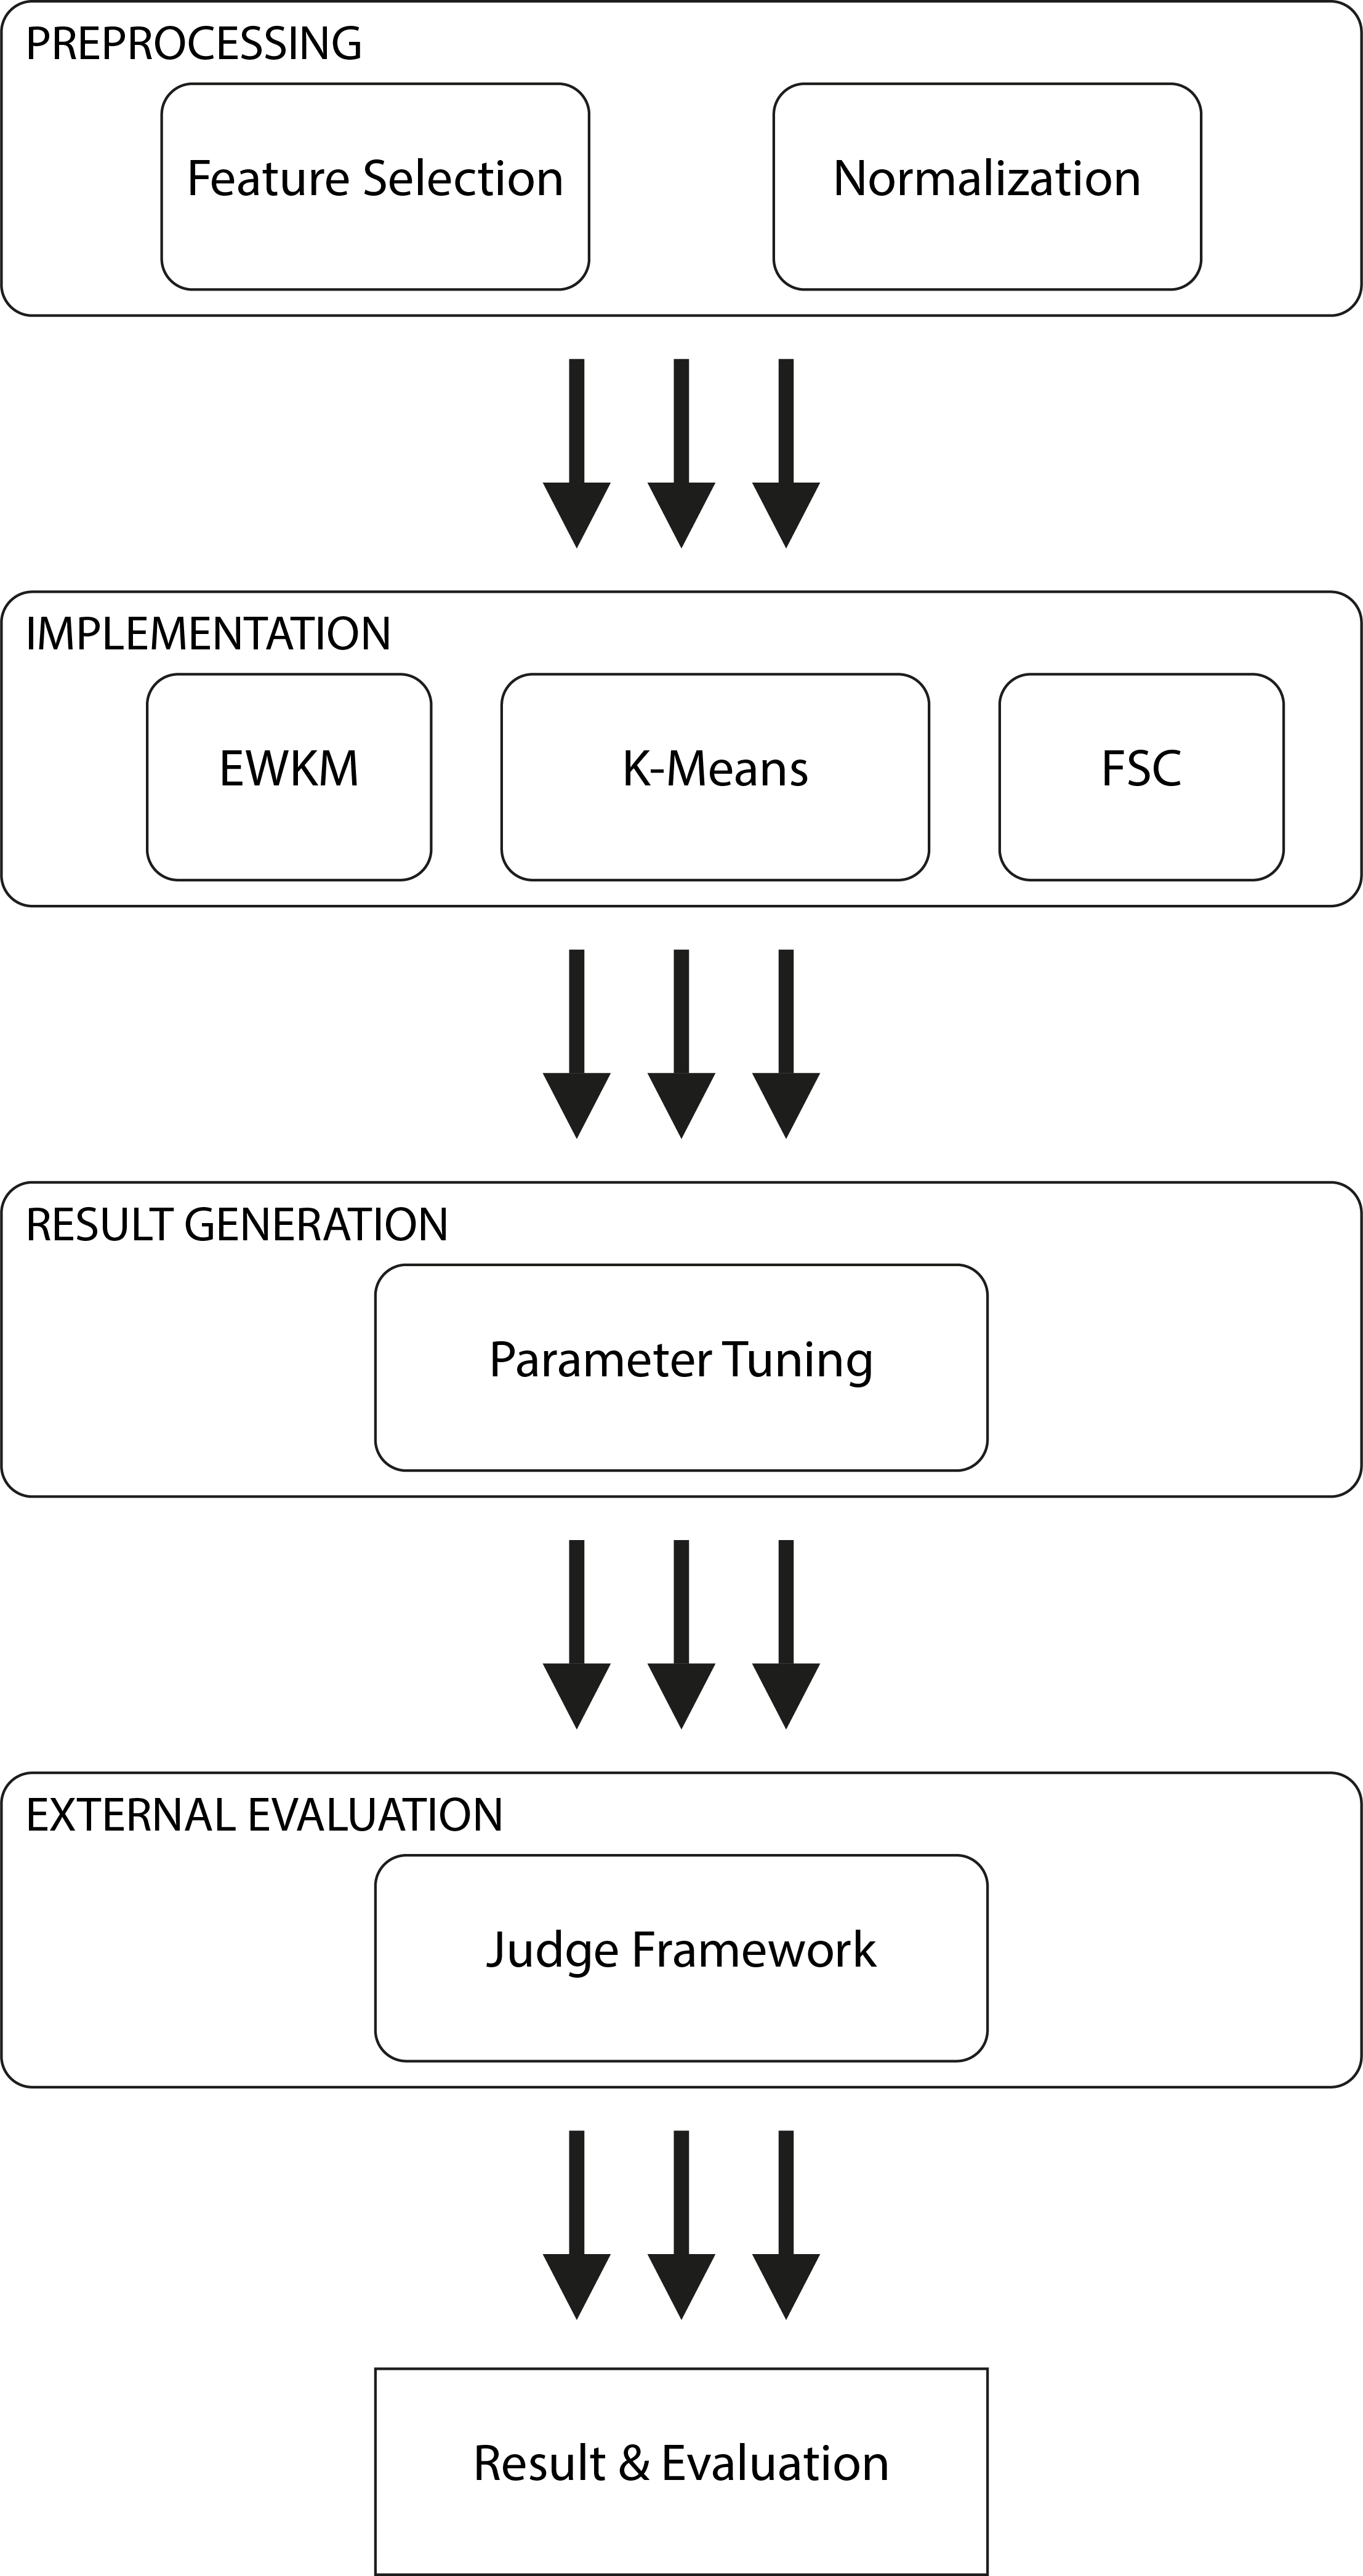 PREPROCESSING
Feature Selection
Normalization
IMPLEMENTATION
EWKM
K-Means
FSC
RESULT GENERATION
Parameter Tuning
EXTERNAL EVALUATION
Judge Framework
Result & Evaluation